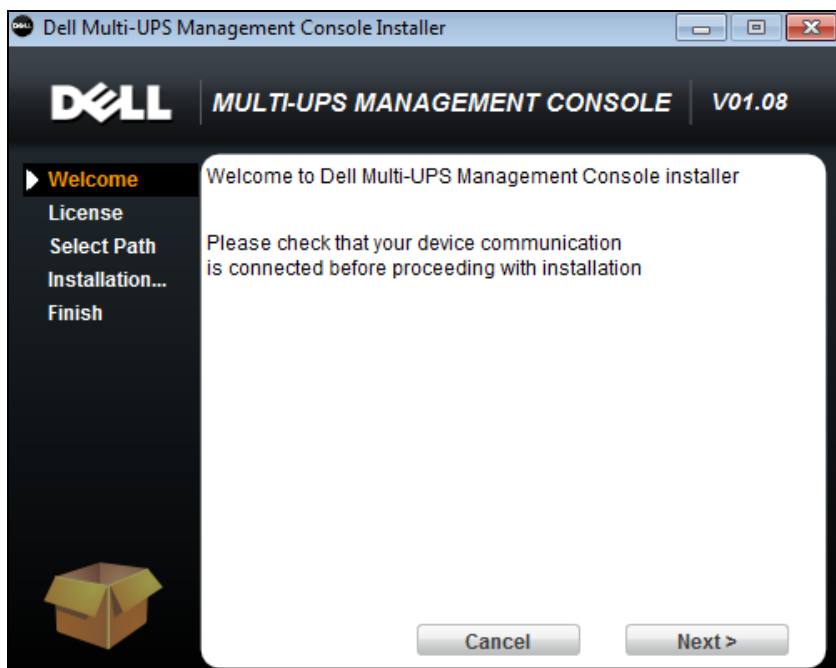 Dell Multi-UPS Management Console Installer
DELL
MULTI-UPS MANAGEMENT CONSOLE
V01.08
Welcome
License
Select Path
Installation...
Finish
Welcome to Dell Multi-UPS Management Console installer
Please check that your device communication
is connected before proceeding with installation
Cancel
Next >